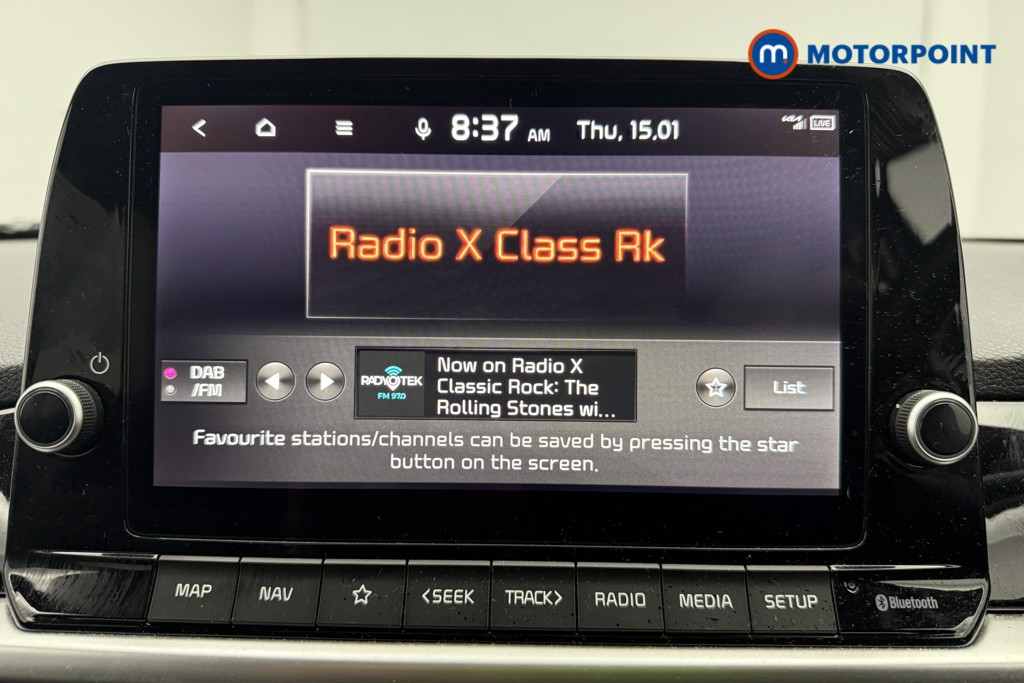 m. MOTORPOINT
8:37 AM Thu, 15.01
LIVE
Radio X Class Rk
DAB
/FM
RADYOTEK
FM 97.0
Now on Radio X
Classic Rock: The
Rolling Stones wi...
List
Favourite stations/channels can be saved by pressing the star
button on the screen.
MAP NAV <SEEK TRACK> RADIO MEDIA SETUP
Bluetooth